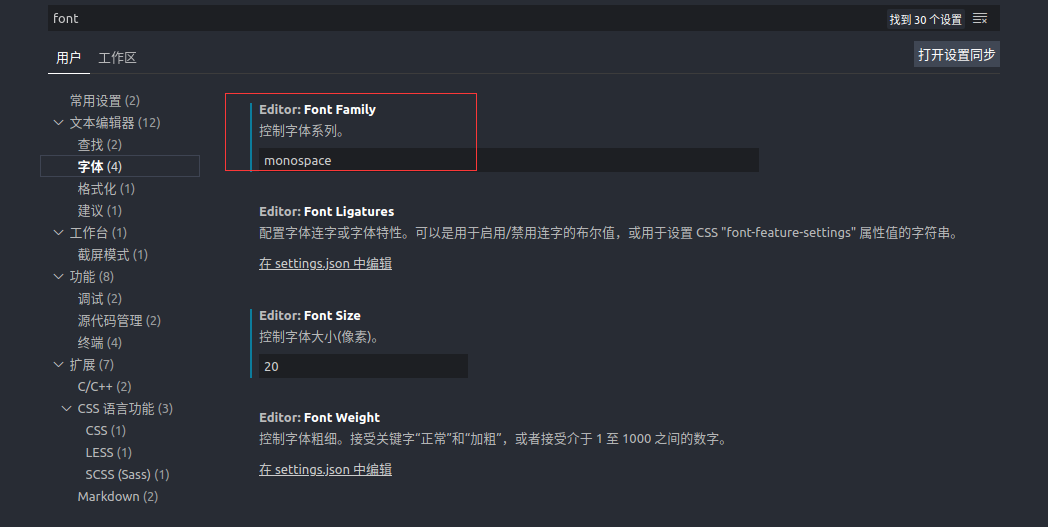 font
找到 30 个设置
用户
工作区
打开设置同步
常用设置 (2)
文本编辑器 (12)
查找 (2)
字体 (4)
格式化 (1)
建议 (1)
工作台 (1)
截屏模式 (1)
功能 (8)
调试 (2)
源代码管理 (2)
终端 (4)
扩展 (7)
C/C++ (2)
CSS 语言功能 (3)
CSS (1)
LESS (1)
SCSS (Sass) (1)
Markdown (2)
Editor: Font Family
控制字体系列。
monospace
Editor: Font Ligatures
配置字体连字或字体特性。可以是用于启用/禁用连字的布尔值，或用于设置 CSS "font-feature-settings" 属性值的字符串。
在 settings.json 中编辑
Editor: Font Size
控制字体大小(像素)。
20
Editor: Font Weight
控制字体粗细。接受关键字“正常”和“加粗”，或者接受介于 1 至 1000 之间的数字。
在 settings.json 中编辑